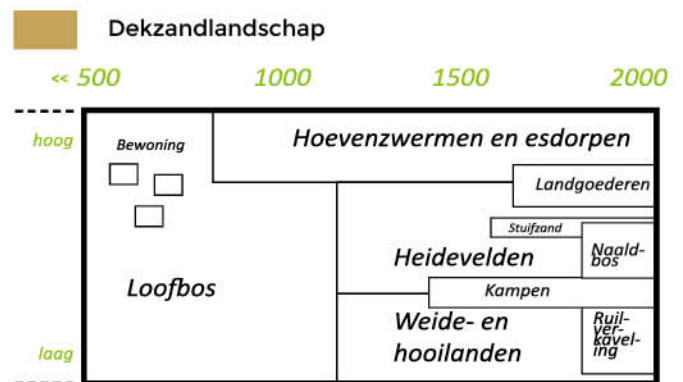 Dekzandlandschap
<< 500 1000 1500 2000
hoog
Bewoning
Hoevenzwermen en esdorpen
Landgoederen
Stuifzand
Heidevelden
Naald-
bos
Loofbos
Kampen
Weide- en
hooilanden
Ruil-
ver-
kavel-
ing
laag